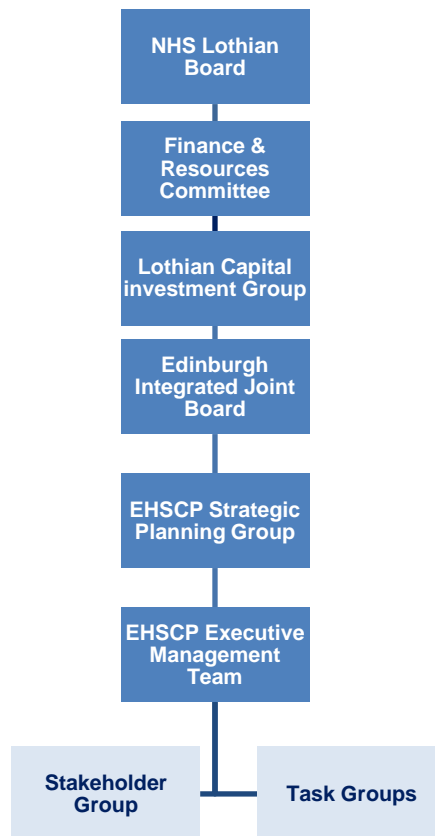 NHS Lothian
Board
Finance &
Resources
Committee
Lothian Capital
investment Group
Edinburgh
Integrated Joint
Board
EHSCP Strategic
Planning Group
EHSCP Executive
Management
Team
Stakeholder
Group
Task Groups